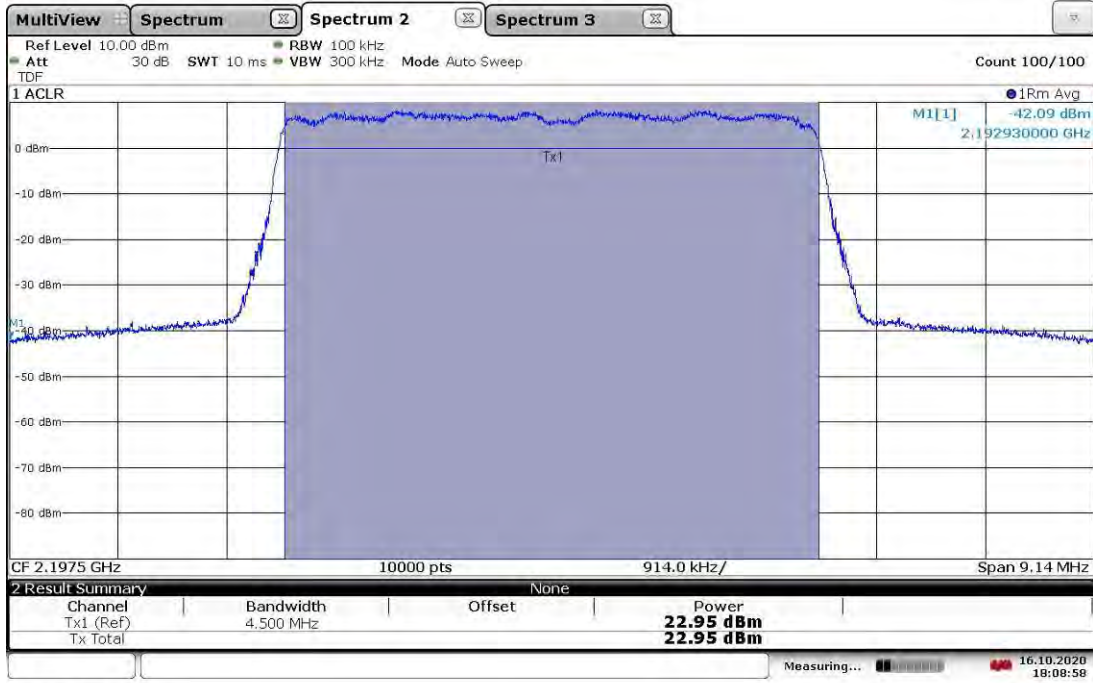 MultiView Spectrum Spectrum 2 Spectrum 3
Ref Level 10.00 dBm RBW 100 kHz
Att 30 dB SWT 10 ms VBW 300 kHz Mode Auto Sweep Count 100/100
TDF
1 ACLR 1Rm Avg
M1[1] -42.09 dBm
2.192930000 GHz
0 dBm
Tx1
-10 dBm
-20 dBm
-30 dBm
M1
-40 dBm
-50 dBm
-60 dBm
-70 dBm
-80 dBm
CF 2.1975 GHz 10000 pts 914.0 kHz/ Span 9.14 MHz
2 Result Summary None
Channel Bandwidth Offset Power
Tx1 (Ref) 4.500 MHz 22.95 dBm
Tx Total 22.95 dBm
Measuring... 16.10.2020
18:08:58